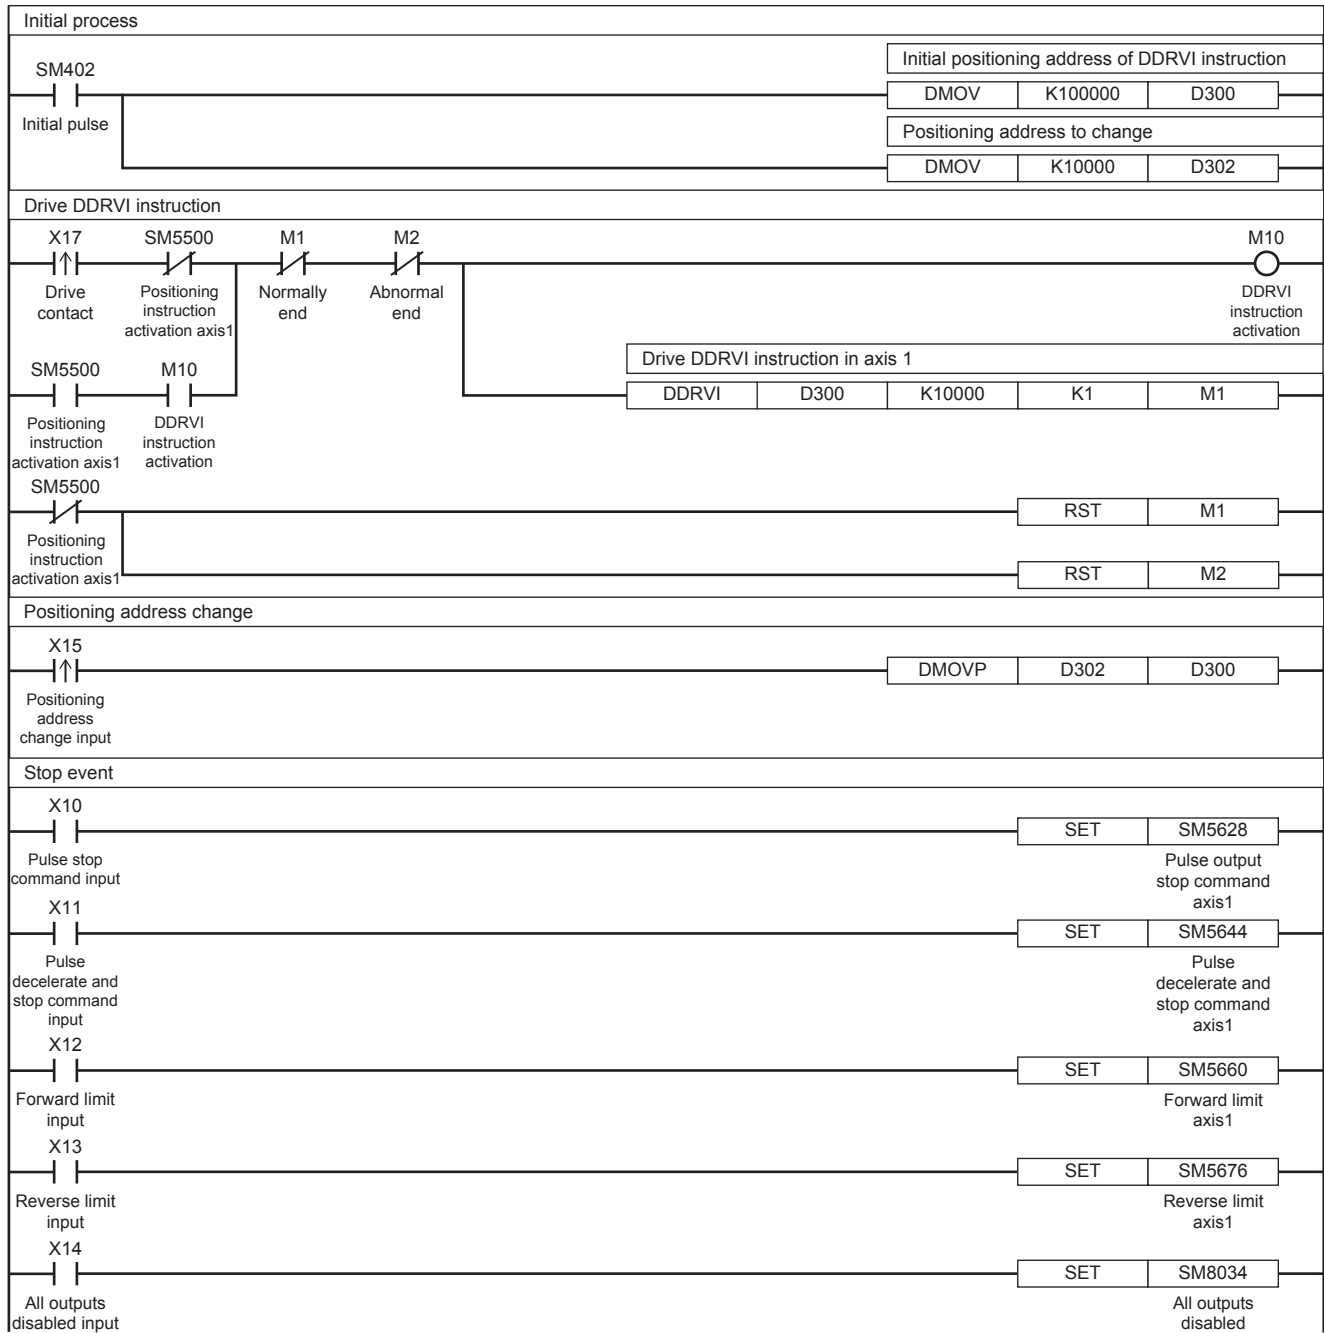 Initial process
Initial positioning address of DDRVI instruction
SM402
DMOV K100000 D300
Initial pulse
Positioning address to change
DMOV K10000 D302
Drive DDRVI instruction
X17 SM5500 M1 M2 M10
Drive Positioning Normally Abnormal DDRVI
contact instruction end end instruction
activation axis1 activation
Drive DDRVI instruction in axis 1
SM5500 M10
DDRVI D300 K10000 K1 M1
Positioning DDRVI
instruction instruction
activation axis1 activation
SM5500
RST M1
Positioning
instruction
activation axis1
RST M2
Positioning address change
X15
DMOVP D302 D300
Positioning
address
change input
Stop event
X10
SET SM5628
Pulse stop Pulse output
command input stop command
axis1
X11
SET SM5644
Pulse Pulse
decelerate and decelerate and
stop command stop command
input axis1
X12
SET SM5660
Forward limit Forward limit
input axis1
X13
SET SM5676
Reverse limit Reverse limit
input axis1
X14
SET SM8034
All outputs All outputs
disabled input disabled